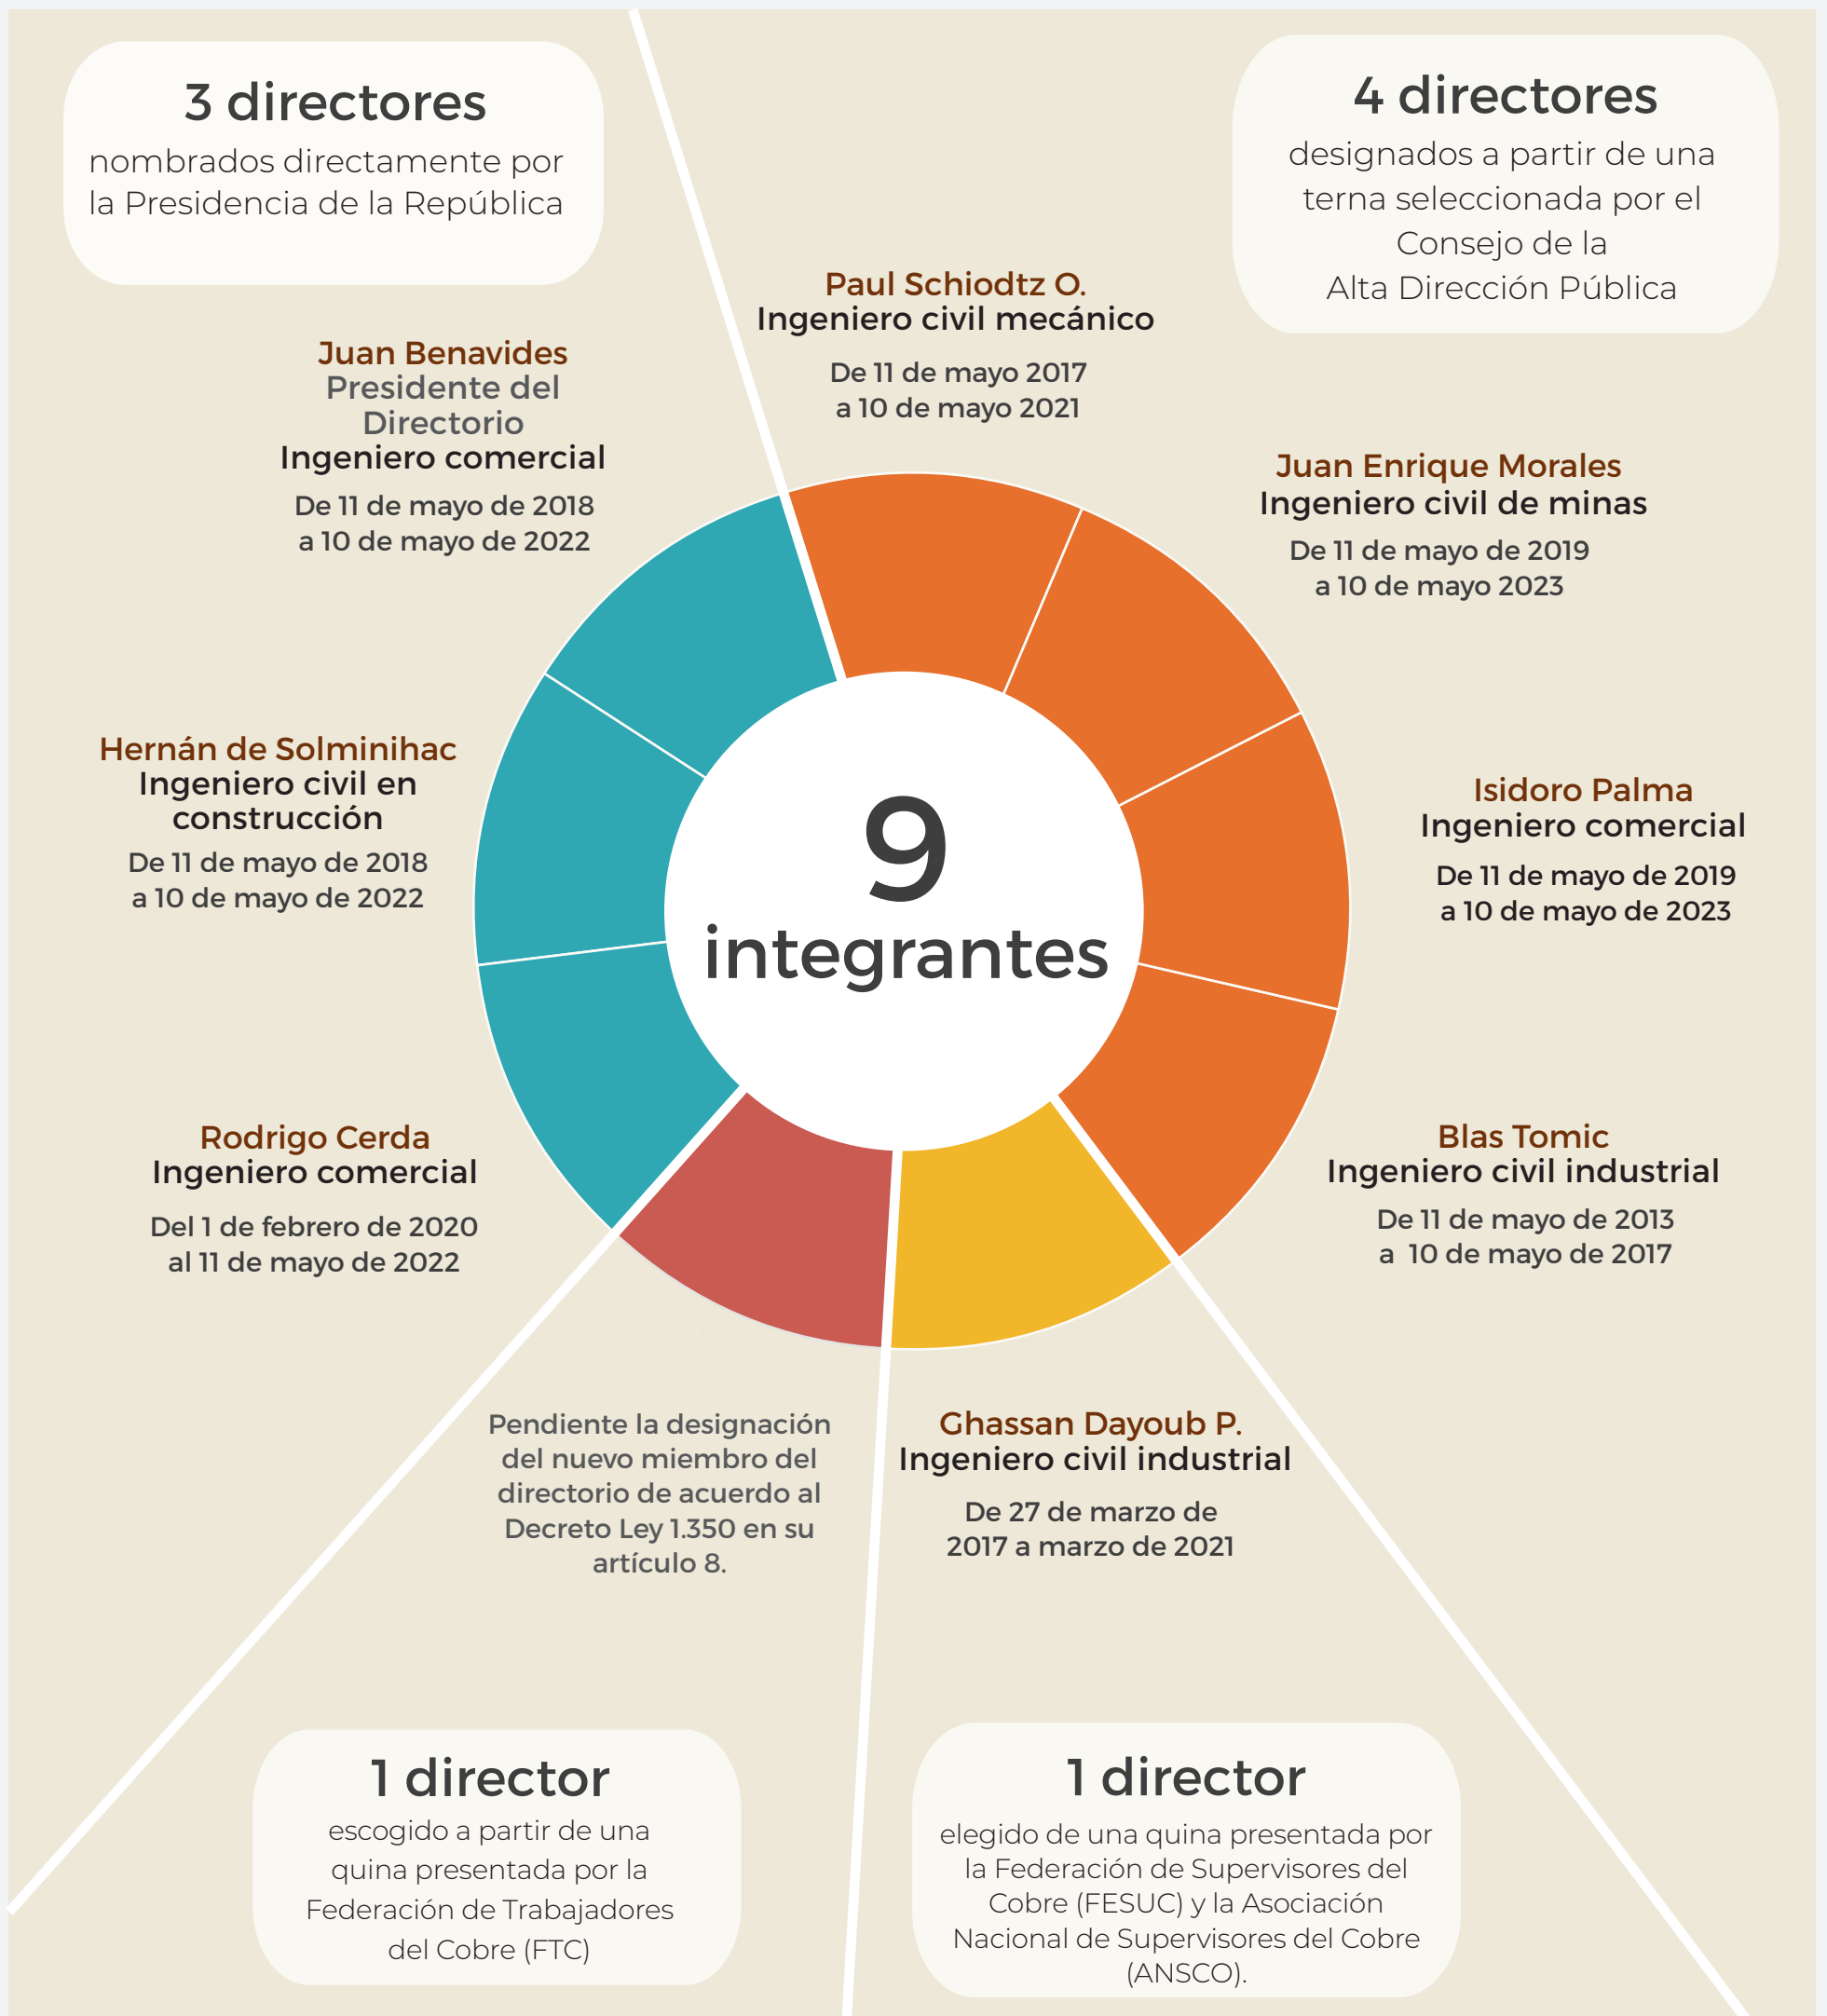 3 directores
nombrados directamente por
la Presidencia de la República
4 directores
designados a partir de una
terna seleccionada por el
Consejo de la
Alta Dirección Pública
Paul Schiodtz O.
Ingeniero civil mecánico
De 11 de mayo 2017
a 10 de mayo 2021
Juan Benavides
Presidente del
Directorio
Ingeniero comercial
De 11 de mayo de 2018
a 10 de mayo de 2022
Juan Enrique Morales
Ingeniero civil de minas
De 11 de mayo de 2019
a 10 de mayo 2023
Hernán de Solminihac
Ingeniero civil en
construcción
De 11 de mayo de 2018
a 10 de mayo de 2022
9
integrantes
Isidoro Palma
Ingeniero comercial
De 11 de mayo de 2019
a 10 de mayo de 2023
Rodrigo Cerda
Ingeniero comercial
Del 1 de febrero de 2020
al 11 de mayo de 2022
Blas Tomic
Ingeniero civil industrial
De 11 de mayo de 2013
a 10 de mayo de 2017
Pendiente la designación
del nuevo miembro del
directorio de acuerdo al
Decreto Ley 1.350 en su
artículo 8.
Ghassan Dayoub P.
Ingeniero civil industrial
De 27 de marzo de
2017 a marzo de 2021
1 director
escogido a partir de una
quina presentada por la
Federación de Trabajadores
del Cobre (FTC)
1 director
elegido de una quina presentada por
la Federación de Supervisores del
Cobre (FESUC) y la Asociación
Nacional de Supervisores del Cobre
(ANSCO).